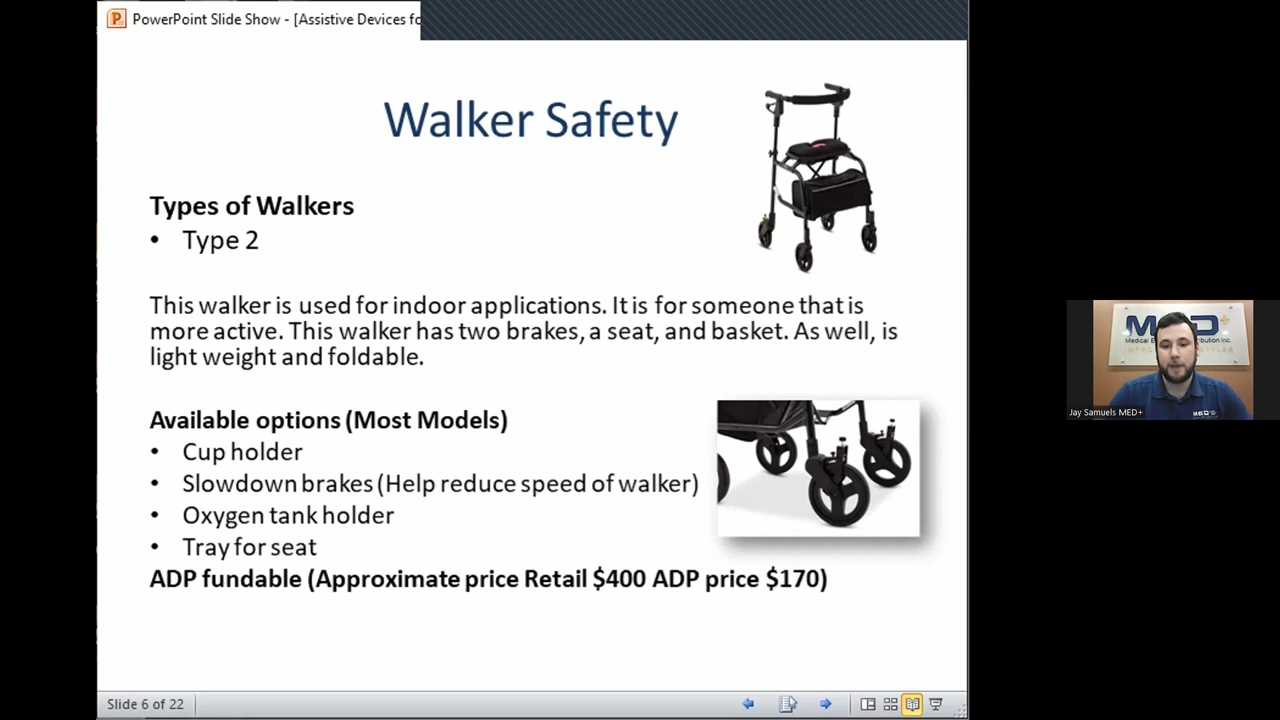 PowerPoint Slide Show - [Assistive Devices fo
Walker Safety
Types of Walkers
• Type 2
This walker is used for indoor applications. It is for someone that is
more active. This walker has two brakes, a seat, and basket. As well, is
light weight and foldable.
Available options (Most Models)
• Cup holder
• Slowdown brakes (Help reduce speed of walker)
• Oxygen tank holder
• Tray for seat
ADP fundable (Approximate price Retail $400 ADP price $170)
Slide 6 of 22
Jay Samuels MED+